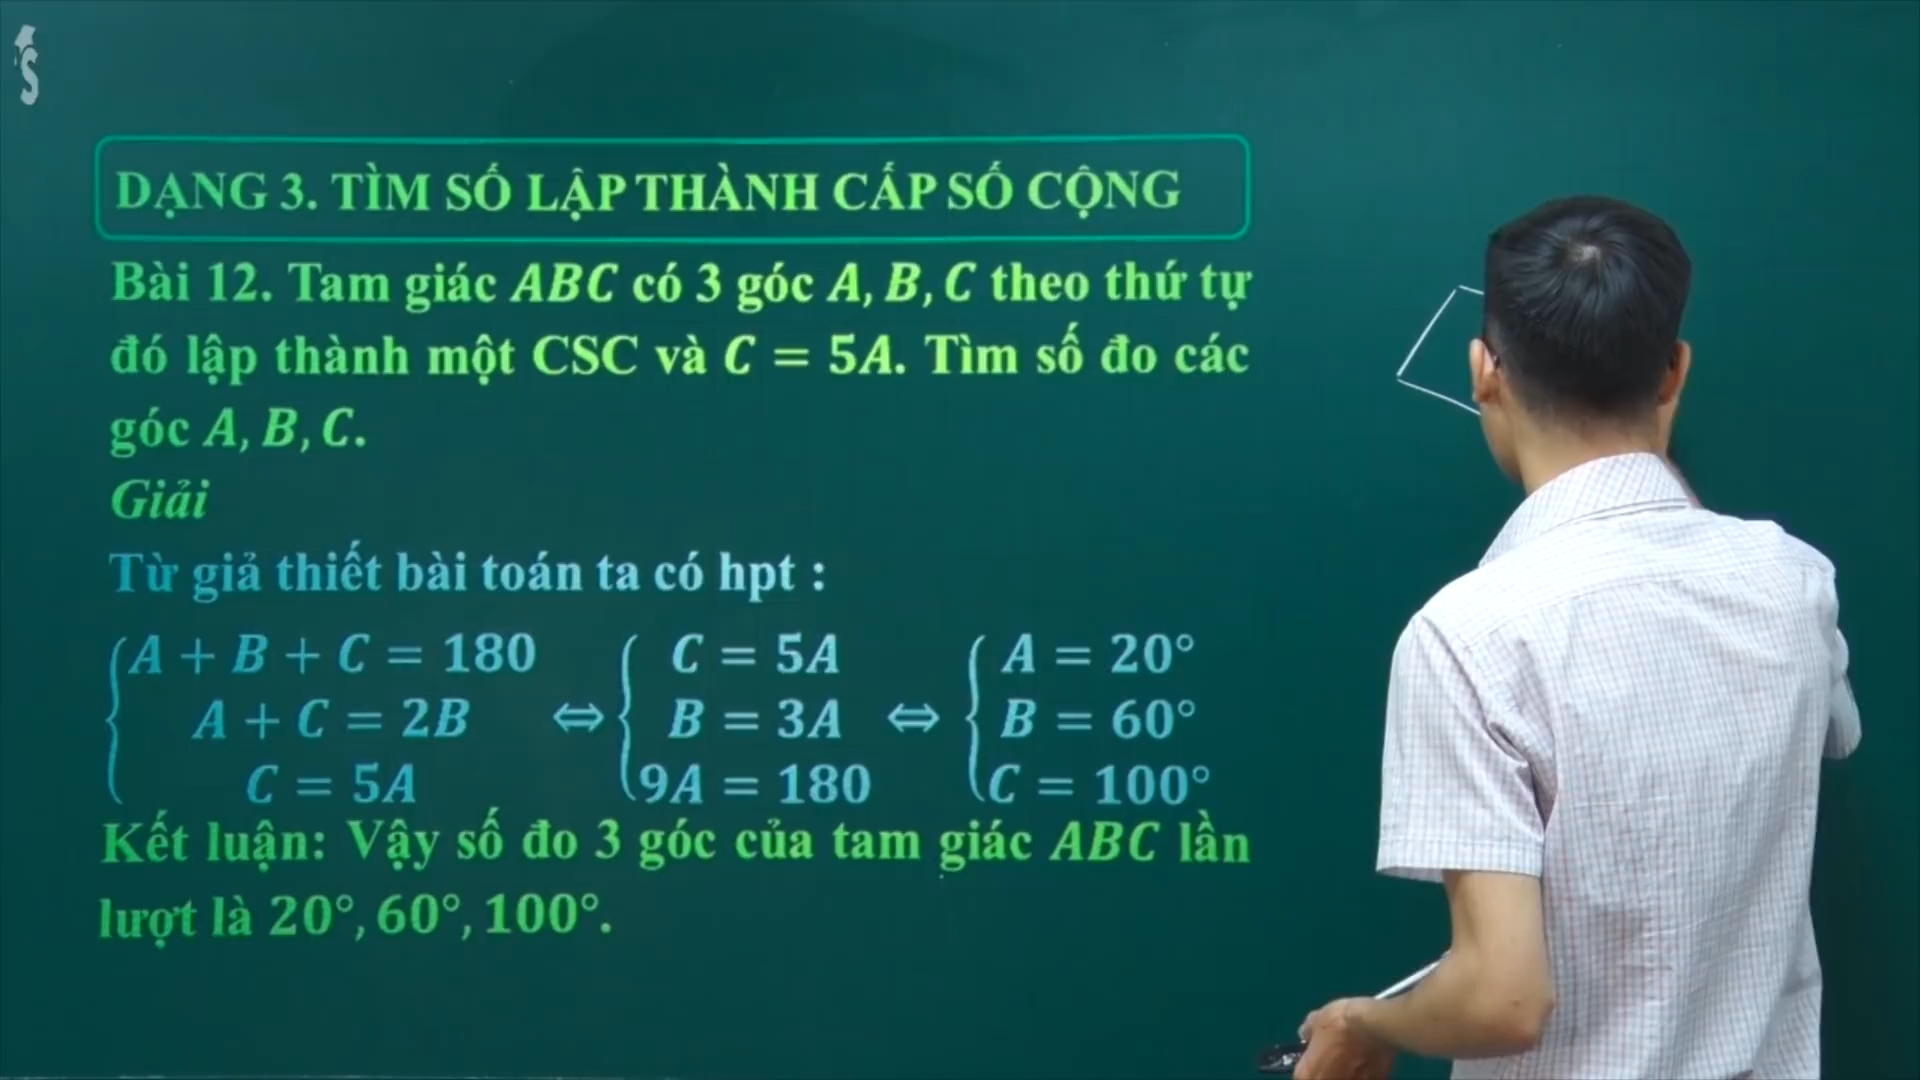 S
DẠNG 3. TÌM SỐ LẬP THÀNH CẤP SỐ CỘNG
Bài 12. Tam giác ABC có 3 góc A, B, C theo thứ tự
đó lập thành một CSC và C = 5A. Tìm số đo các
góc A, B, C.
Giải
Từ giả thiết bài toán ta có hpt :
{A + B + C = 180 { C = 5A { A = 20°
A + C = 2B ⇔ B = 3A ⇔ B = 60°
C = 5A 9A = 180 C = 100°
Kết luận: Vậy số đo 3 góc của tam giác ABC lần
lượt là 20°, 60°, 100°.